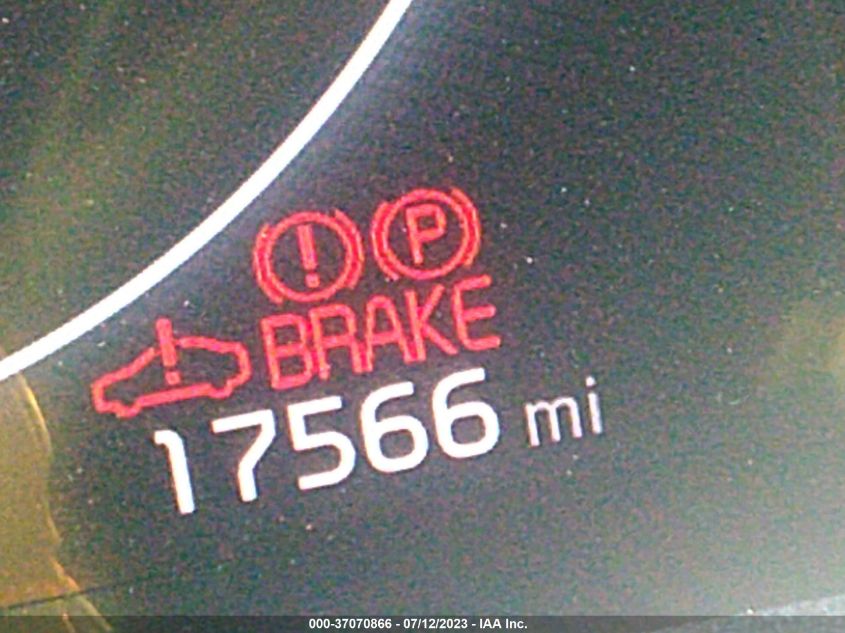 P
BRAKE
17566 mi
000-37070866 - 07/12/2023 - IAA Inc.